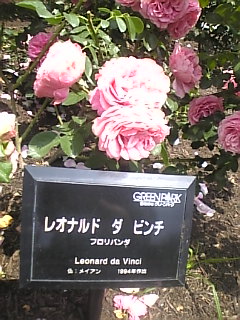 GREEN PARK
レオナルド ダ ビンチ
フロリバンダ
Leonard da Vinci
仏：メイアン 1994年作出